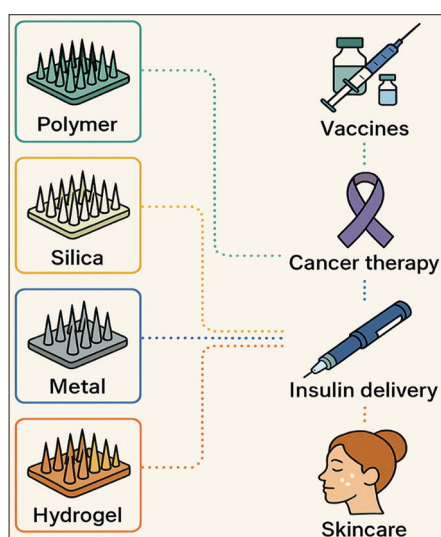 Polymer
Silica
Metal
Hydrogel
Vaccines
Cancer therapy
Insulin delivery
Skincare